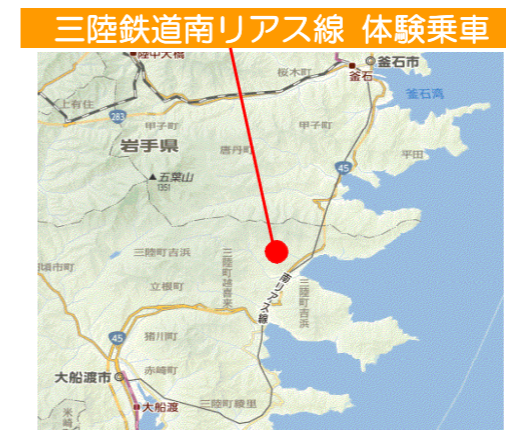 三陸鉄道南リアス線 体験乗車
陸中大橋
釜石市
桜木町
釜石
釜石湾
上有住
283
甲子町
甲子町
岩手県
唐丹町
平田
45
五葉山
1351
三陸町吉浜
三陸町越喜来
日頃市町
立根町
南リアス線
三陸町吉浜
45
猪川町
赤崎町
大船渡市
大船渡
三陸町綾里
米崎